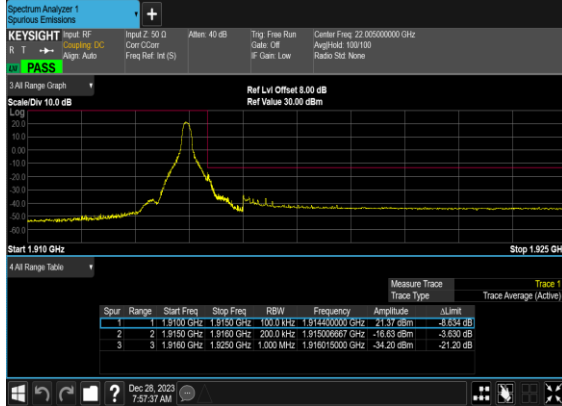 Spectrum Analyzer 1
Spurious Emissions
+
KEYSIGHT Input: RF Input Z: 50 Ω Atten: 40 dB Trig: Free Run Center Freq: 22.005000000 GHz
R T Coupling: DC Corr CCorr Gate: Off Avg|Hold: 100/100
Align: Auto Freq Ref: Int (S) IF Gain: Low Radio Std: None
PASS
3 All Range Graph
Ref Lvl Offset 8.00 dB
Scale/Div 10.0 dB Ref Value 30.00 dBm
Log
20.0
10.0
0.00
-10.0
-20.0
-30.0
-40.0
-50.0
-60.0
Start 1.910 GHz Stop 1.925 GH
4 All Range Table
Measure Trace Trace 1
Trace Type Trace Average (Active)
Spur Range Start Freq Stop Freq RBW Frequency Amplitude ΔLimit
1 1 1.9100 GHz 1.9150 GHz 100.0 kHz 1.914400000 GHz 21.37 dBm -8.634 dB
2 2 1.9150 GHz 1.9160 GHz 200.0 kHz 1.915006667 GHz -16.63 dBm -3.630 dB
3 3 1.9160 GHz 1.9250 GHz 1.000 MHz 1.916015000 GHz -34.20 dBm -21.20 dB
? Dec 28, 2023
7:57:37 AM